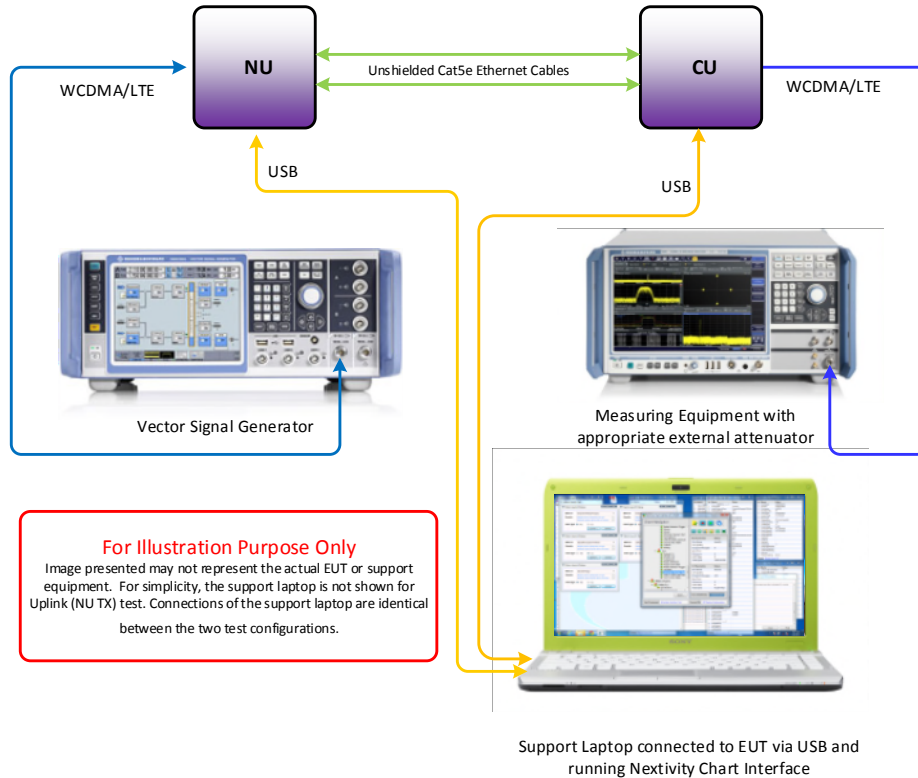 NU
CU
WCDMA/LTE
Unshielded Cat5e Ethernet Cables
WCDMA/LTE
USB
USB
Vector Signal Generator
Measuring Equipment with
appropriate external attenuator
For Illustration Purpose Only
Image presented may not represent the actual EUT or support
equipment. For simplicity, the support laptop is not shown for
Uplink (NU TX) test. Connections of the support laptop are identical
between the two test configurations.
SONY
Support Laptop connected to EUT via USB and
running Nextivity Chart Interface